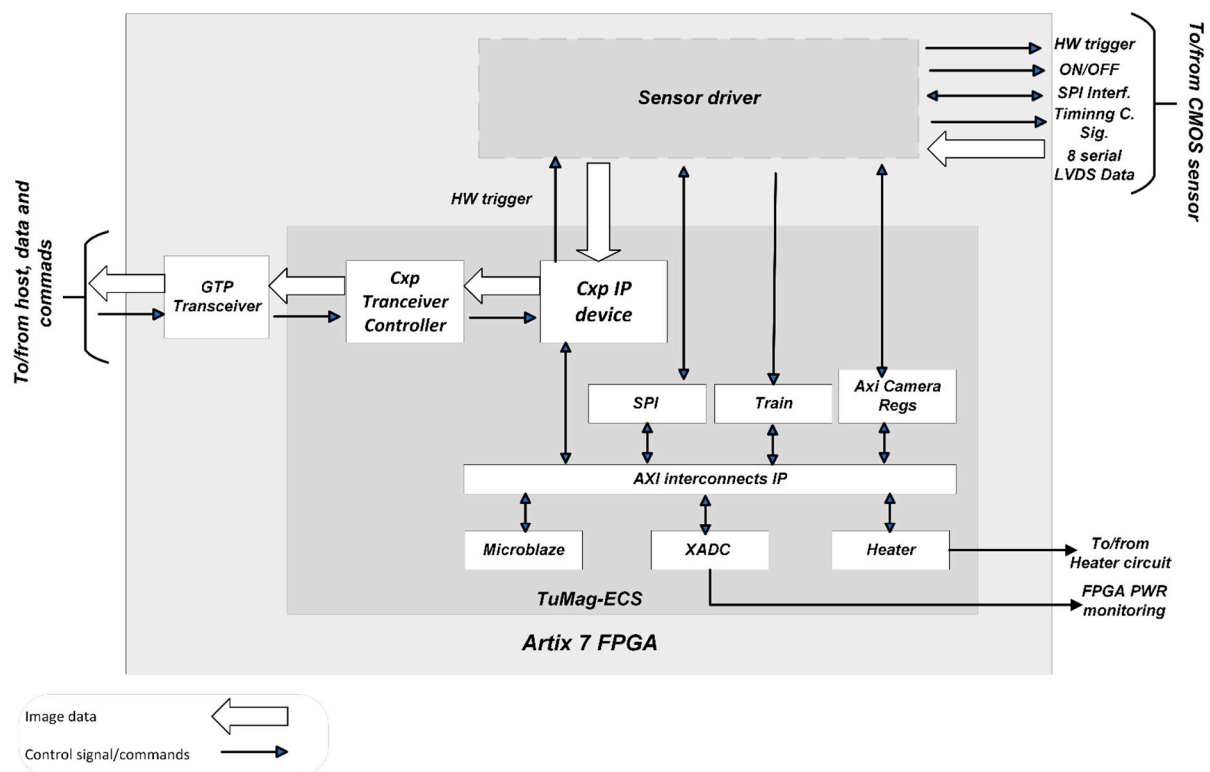 Sensor driver
HW trigger
ON/OFF
SPI Interf.
Timinng C.
Sig.
8 serial
LVDS Data
To/from CMOS sensor
HW trigger
To/from host, data and
commads
GTP
Transceiver
Cxp
Tranceiver
Controller
Cxp IP
device
SPI
Train
Axi Camera
Regs
AXI interconnects IP
Microblaze
XADC
Heater
To/from
Heater circuit
FPGA PWR
monitoring
TuMag-ECS
Artix 7 FPGA
Image data
Control signal/commands